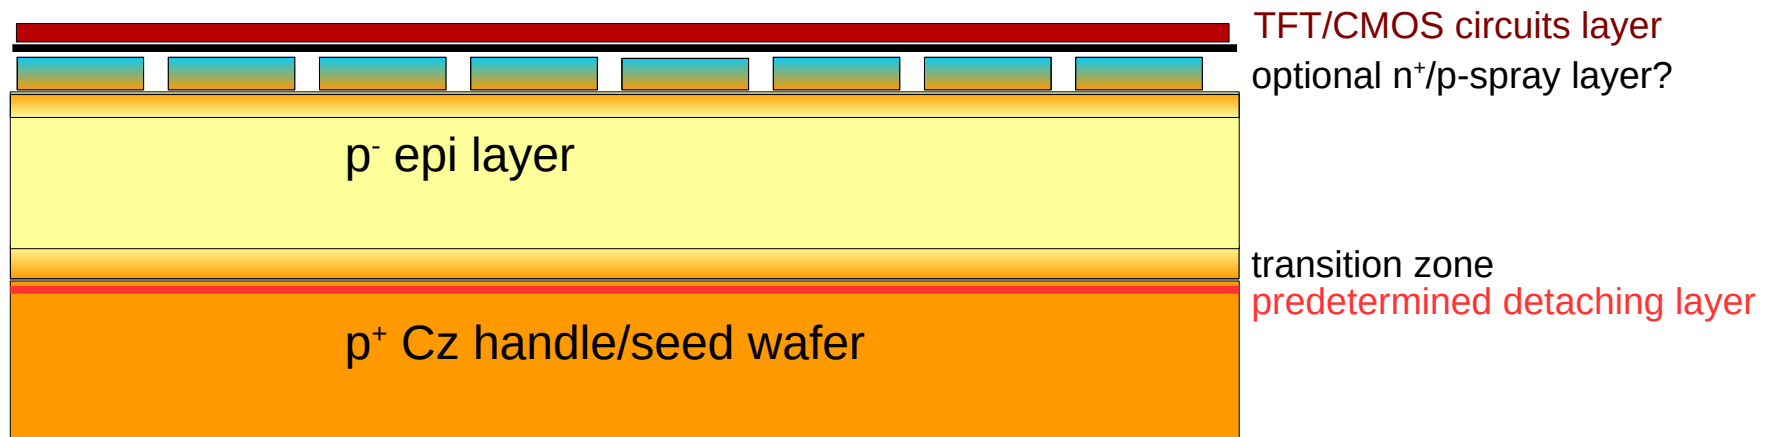 TFT/CMOS circuits layer
optional n⁺/p-spray layer?
p⁻ epi layer
transition zone
predetermined detaching layer
p⁺ Cz handle/seed wafer